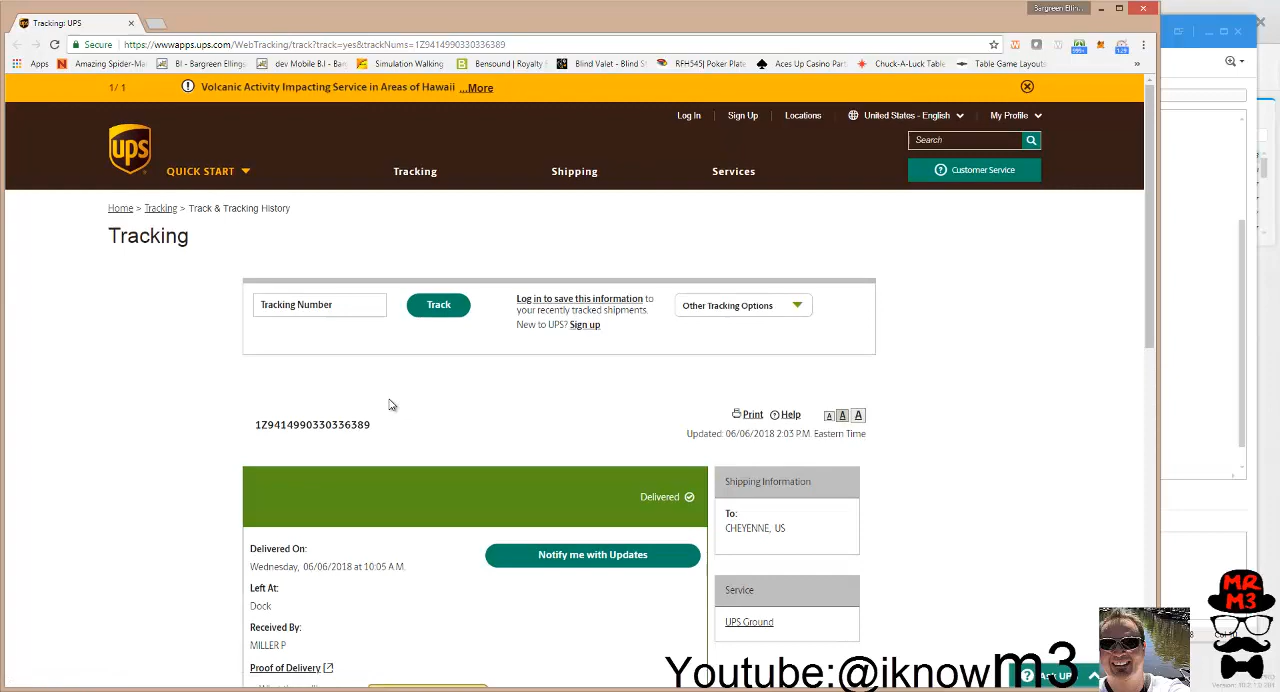 Tracking: UPS
Bargreen Ellin...
Secure
https://wwwapps.ups.com/WebTracking/track?track=yes&trackNums=1Z9414990330336389
Apps
Amazing Spider-Ma
BI - Bargreen Ellings
dev Mobile B.I - Bar
Simulation Walking
Bensound | Royalty
Blind Valet - Blind St
RFH545| Poker Plate
Aces Up Casino Part
Chuck-A-Luck Table
Table Game Layouts
»
1/ 1
Volcanic Activity Impacting Service in Areas of Hawaii ...More
Log In
Sign Up
Locations
United States - English
My Profile
Search
ups
QUICK START
Tracking
Shipping
Services
Customer Service
Home > Tracking > Track & Tracking History
Tracking
Tracking Number
Track
Log in to save this information to
your recently tracked shipments.
New to UPS? Sign up
Other Tracking Options
1Z9414990330336389
Print
Help
A A A
Updated: 06/06/2018 2:03 P.M. Eastern Time
Delivered
Shipping Information
To:
CHEYENNE, US
Delivered On:
Wednesday, 06/06/2018 at 10:05 A.M.
Notify me with Updates
Left At:
Dock
Service
UPS Ground
Received By:
MILLER P
Proof of Delivery
MR
M3
Youtube:@iknowm3